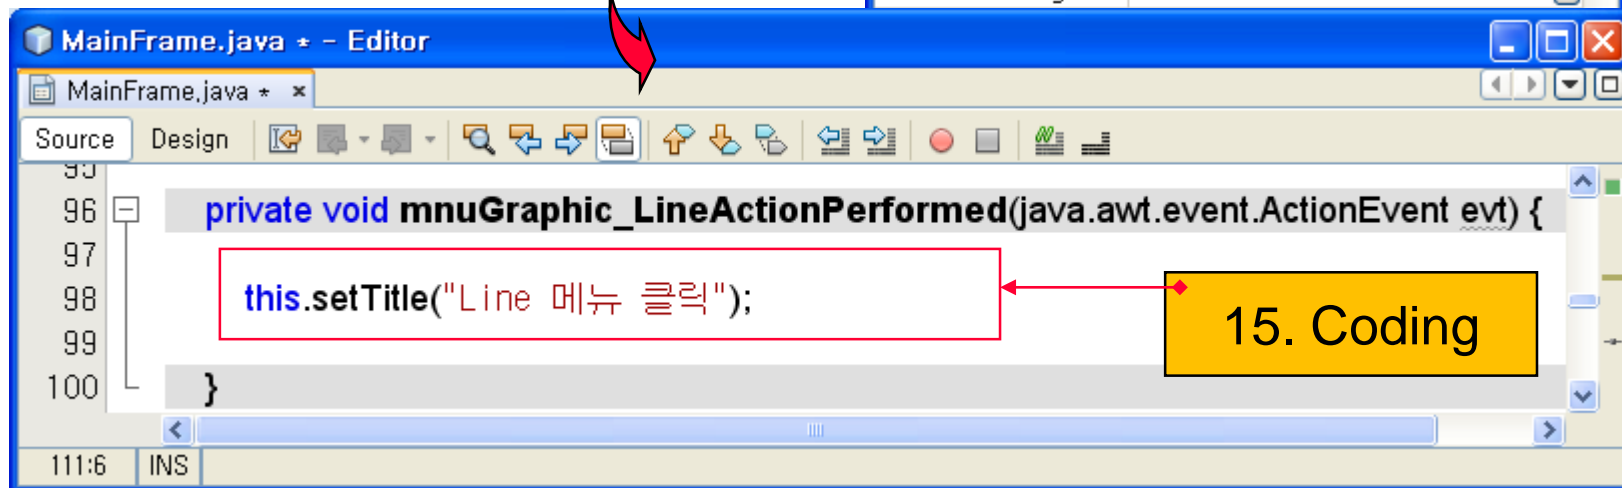 MainFrame.java * - Editor
MainFrame.java * ×
Source Design
95
96 private void mnuGraphic_LineActionPerformed(java.awt.event.ActionEvent evt) {
97
98 this.setTitle("Line 메뉴 클릭");
99
15. Coding
100 }
111:6 INS